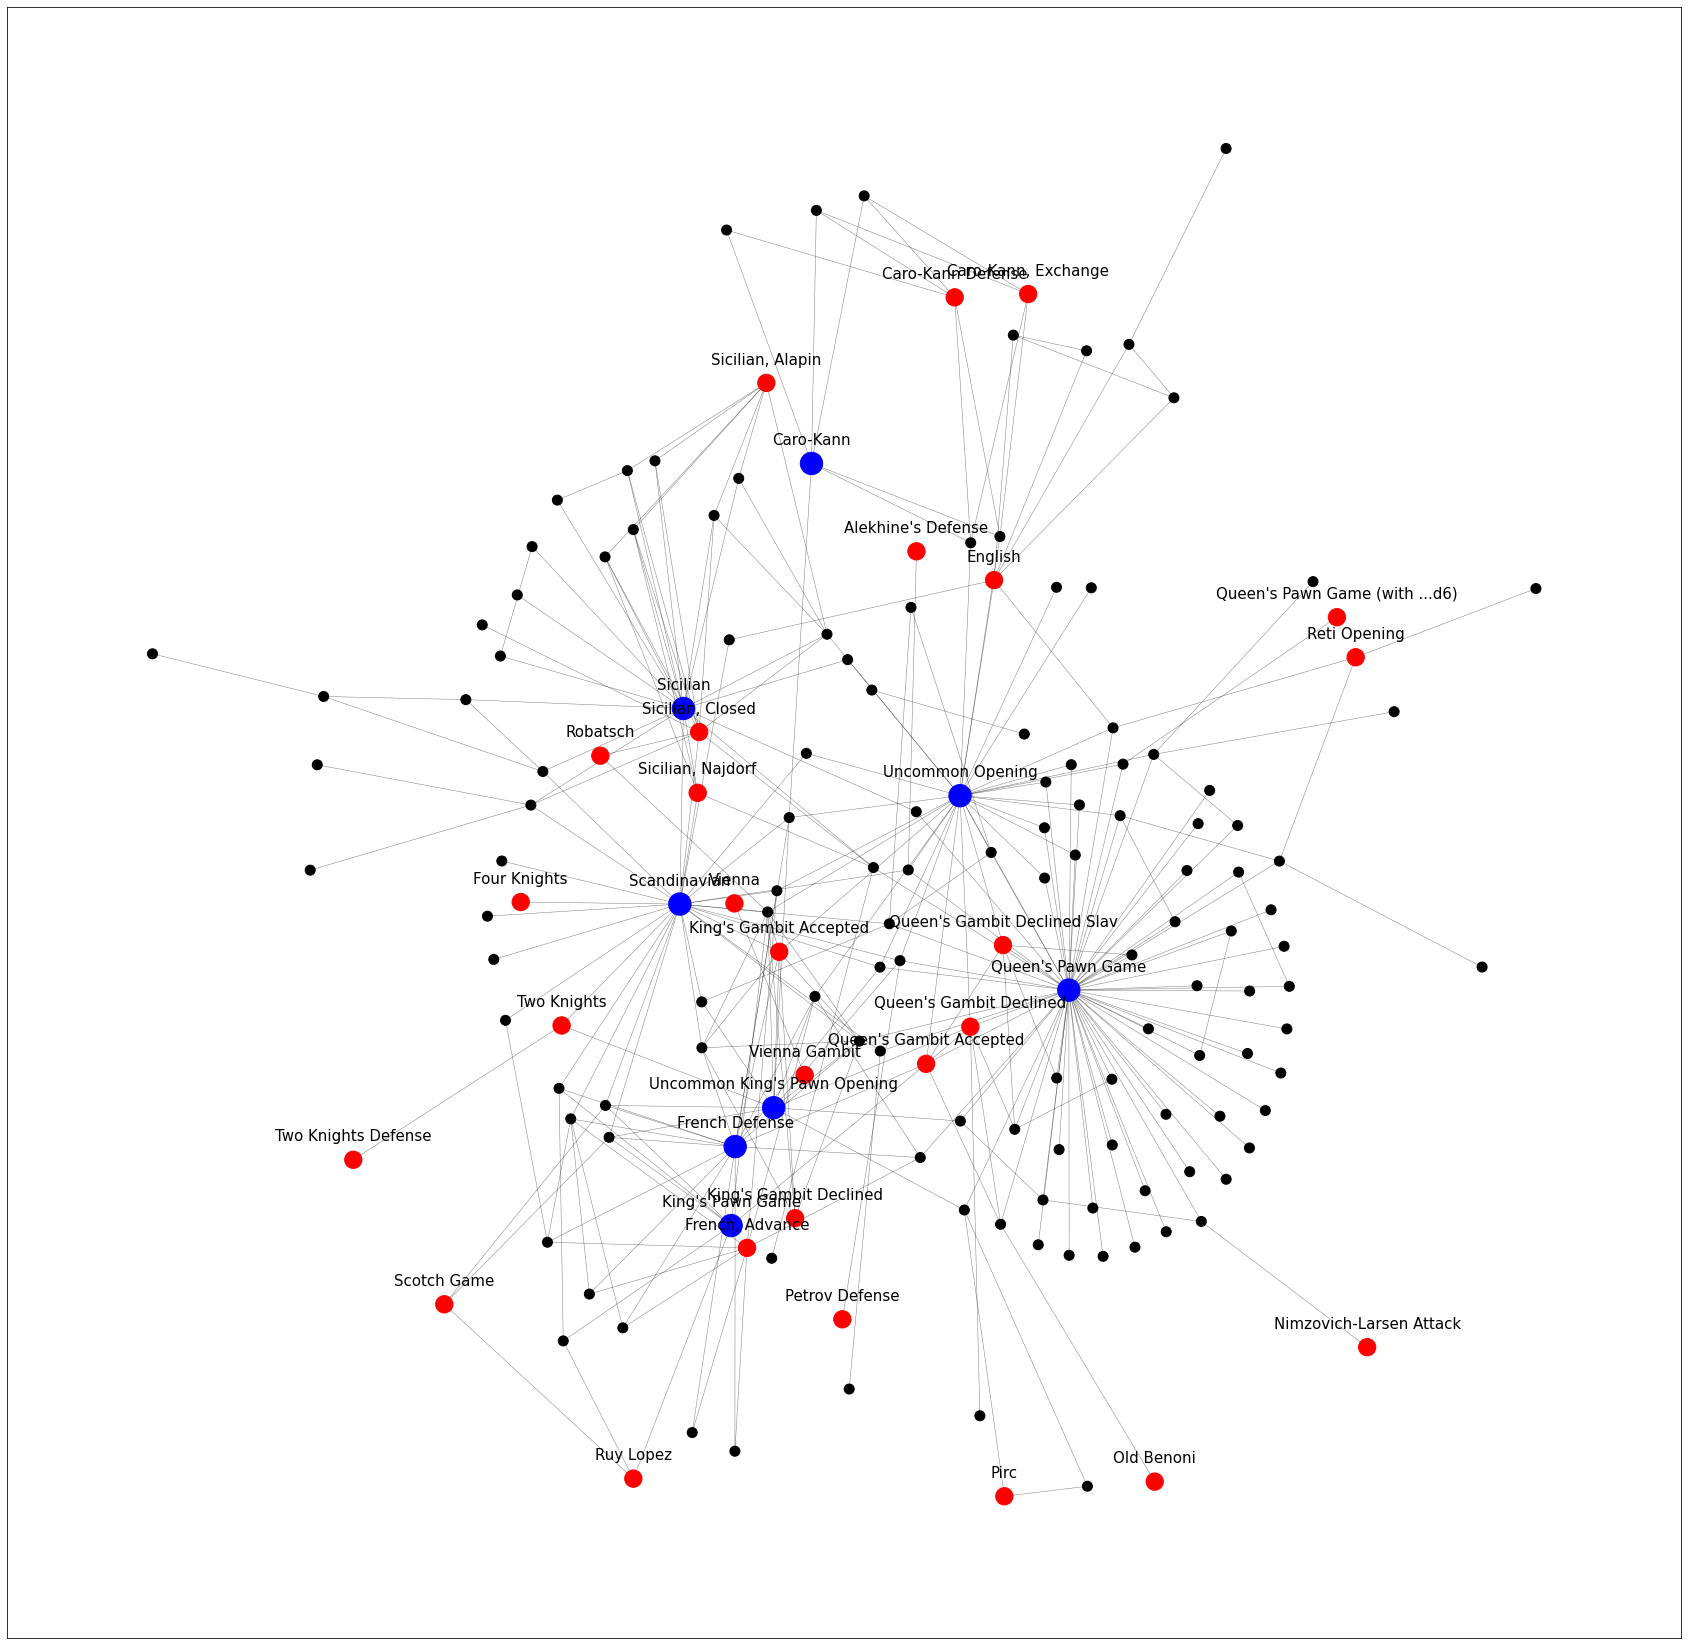 Caro-Kann Defense
Caro-Kann, Exchange
Sicilian, Alapin
Caro-Kann
Alekhine's Defense
English
Queen's Pawn Game (with ...d6)
Reti Opening
Sicilian
Sicilian, Closed
Robatsch
Sicilian, Najdorf
Uncommon Opening
Four Knights
Scandinavian
Vienna
King's Gambit Accepted
Queen's Gambit Declined Slav
Queen's Pawn Game
Two Knights
Queen's Gambit Declined
Queen's Gambit Accepted
Vienna Gambit
Uncommon King's Pawn Opening
French Defense
Two Knights Defense
King's Gambit Declined
King's Pawn Game
French, Advance
Scotch Game
Petrov Defense
Nimzovich-Larsen Attack
Ruy Lopez
Pirc
Old Benoni